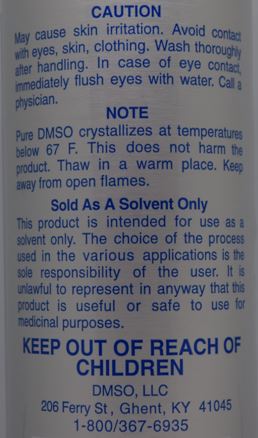 CAUTION
May cause skin irritation. Avoid contact
with eyes, skin, clothing. Wash thoroughly
after handling. In case of eye contact,
immediately flush eyes with water. Call a
physician.
NOTE
Pure DMSO crystallizes at temperatures
below 67 F. This does not harm the
product. Thaw in a warm place. Keep
away from open flames.
Sold As A Solvent Only
This product is intended for use as a
solvent only. The choice of the process
used in the various applications is the
sole responsibility of the user. It is
unlawful to represent in anyway that this
product is useful or safe to use for
medicinal purposes.
KEEP OUT OF REACH OF
CHILDREN
DMSO, LLC
206 Ferry St, Ghent, KY 41045
1-800/367-6935